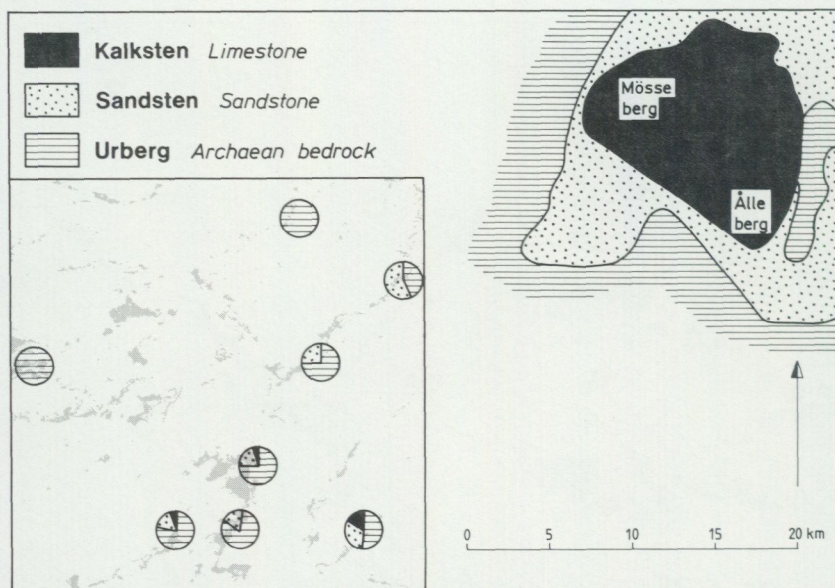 Kalksten Limestone
Sandsten Sandstone
Urberg Archaean bedrock
Mösse
berg
Ålle
berg
0 5 10 15 20 km